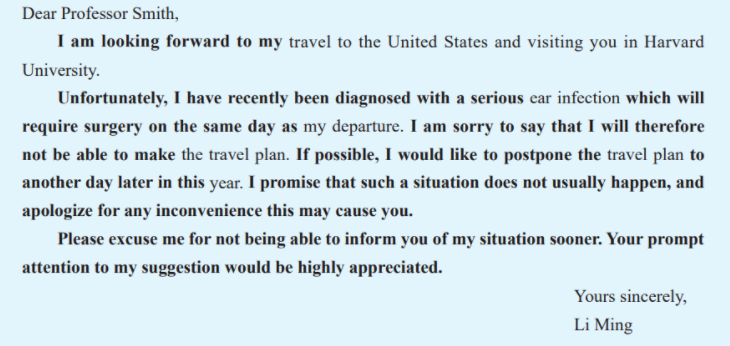 Dear Professor Smith,
I am looking forward to my travel to the United States and visiting you in Harvard
University.
Unfortunately, I have recently been diagnosed with a serious ear infection which will
require surgery on the same day as my departure. I am sorry to say that I will therefore
not be able to make the travel plan. If possible, I would like to postpone the travel plan to
another day later in this year. I promise that such a situation does not usually happen, and
apologize for any inconvenience this may cause you.
Please excuse me for not being able to inform you of my situation sooner. Your prompt
attention to my suggestion would be highly appreciated.
Yours sincerely,
Li Ming